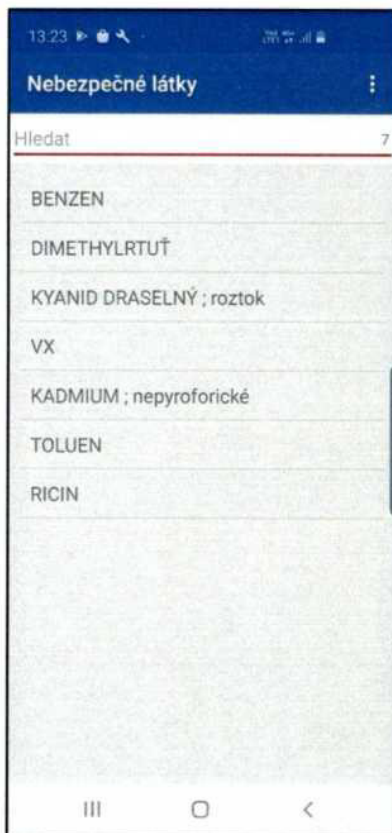 13:23
Nebezpečné látky
Hledat 7
BENZEN
DIMETHYLRTUŤ
KYANID DRASELNÝ ; roztok
VX
KADMIUM ; nepyroforické
TOLUEN
RICIN